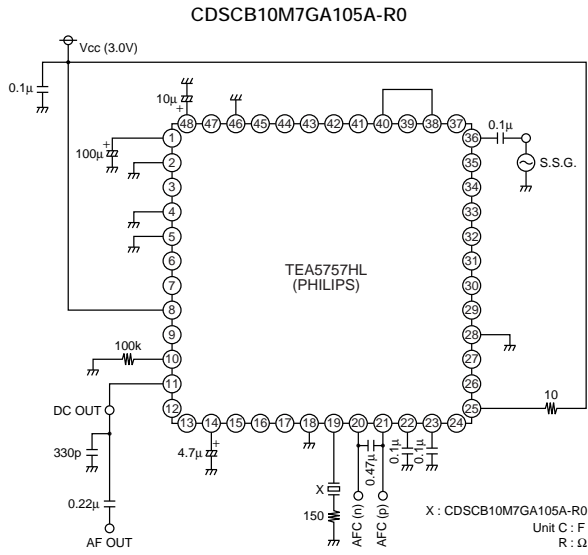 CDSCB10M7GA105A-R0
Vcc (3.0V)
0.1µ
10µ
+
48 47 46 45 44 43 42 41 40 39 38 37
0.1µ
S.S.G.
100µ
+
1
2
3
4
5
6
7
8
9
10
11
12
36
35
34
33
32
31
30
29
28
27
26
25
TEA5757HL
(PHILIPS)
100k
10
DC OUT
13 14 15 16 17 18 19 20 21 22 23 24
330p
4.7µ
+
0.47µ
0.1µ
0.1µ
0.22µ
X
150
AFC (n)
AFC (p)
AF OUT
X : CDSCB10M7GA105A-R0
Unit C : F
R : Ω